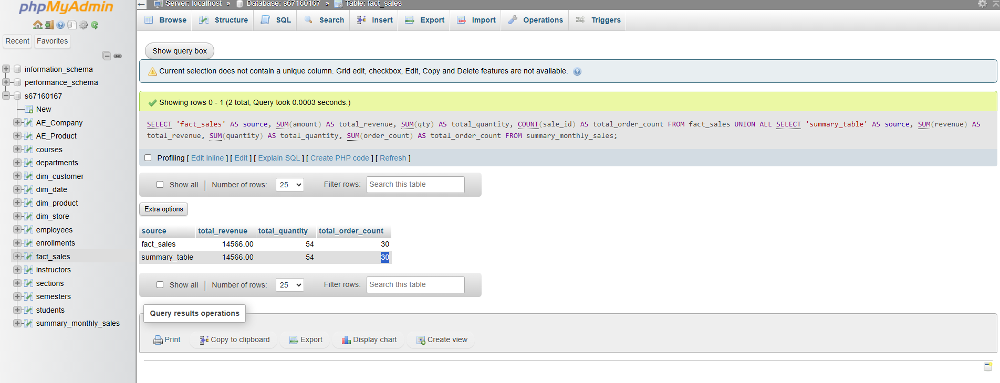 phpMyAdmin
Recent Favorites
information_schema
performance_schema
s67160167
New
AE_Company
AE_Product
courses
departments
dim_customer
dim_date
dim_product
dim_store
employees
enrollments
fact_sales
instructors
sections
semesters
students
summary_monthly_sales
Server: localhost » Database: s67160167 » Table: fact_sales
Browse Structure SQL Search Insert Export Import Operations Triggers
Show query box
Current selection does not contain a unique column. Grid edit, checkbox, Edit, Copy and Delete features are not available.
Showing rows 0 - 1 (2 total, Query took 0.0003 seconds.)
SELECT 'fact_sales' AS source, SUM(amount) AS total_revenue, SUM(qty) AS total_quantity, COUNT(sale_id) AS total_order_count FROM fact_sales UNION ALL SELECT 'summary_table' AS source, SUM(revenue) AS
total_revenue, SUM(quantity) AS total_quantity, SUM(order_count) AS total_order_count FROM summary_monthly_sales;
Profiling [ Edit inline ] [ Edit ] [ Explain SQL ] [ Create PHP code ] [ Refresh ]
Show all | Number of rows: 25 Filter rows: Search this table
Extra options
source total_revenue total_quantity total_order_count
fact_sales 14566.00 54 30
summary_table 14566.00 54 30
Show all | Number of rows: 25 Filter rows: Search this table
Query results operations
Print Copy to clipboard Export Display chart Create view